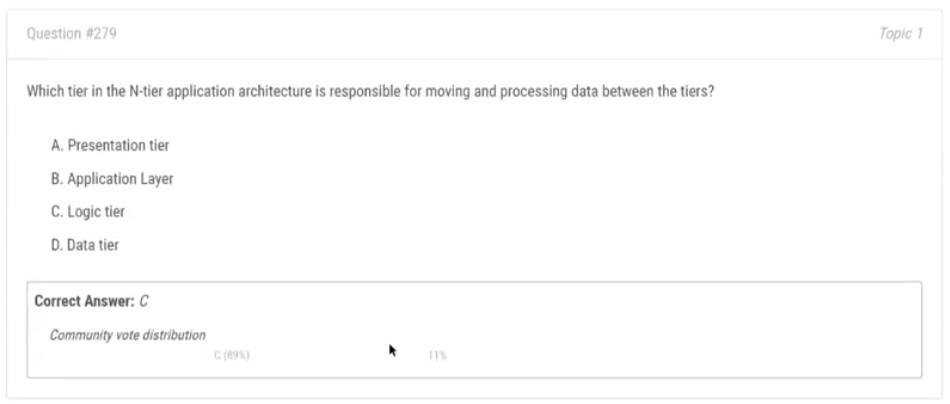 Question #279
Topic 1
Which tier in the N-tier application architecture is responsible for moving and processing data between the tiers?
A. Presentation tier
B. Application Layer
C. Logic tier
D. Data tier
Correct Answer: C
Community vote distribution
C (89%)
11%